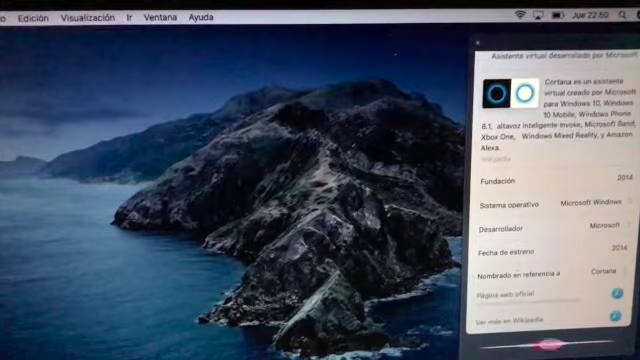 Edición Visualización Ir Ventana Ayuda
Jue 22:50
Asistente virtual desarrollado por Microsoft
Cortana es un asistente
virtual creado por Microsoft
para Windows 10, Windows
10 Mobile, Windows Phone
8.1, altavoz inteligente Invoke, Microsoft Band,
Xbox One, Windows Mixed Reality, y Amazon
Alexa.
Wikipedia
Fundación 2014
Sistema operativo Microsoft Windows
Desarrollador Microsoft
Fecha de estreno 2014
Nombrado en referencia a Cortana
Página web oficial
Ver más en Wikipedia